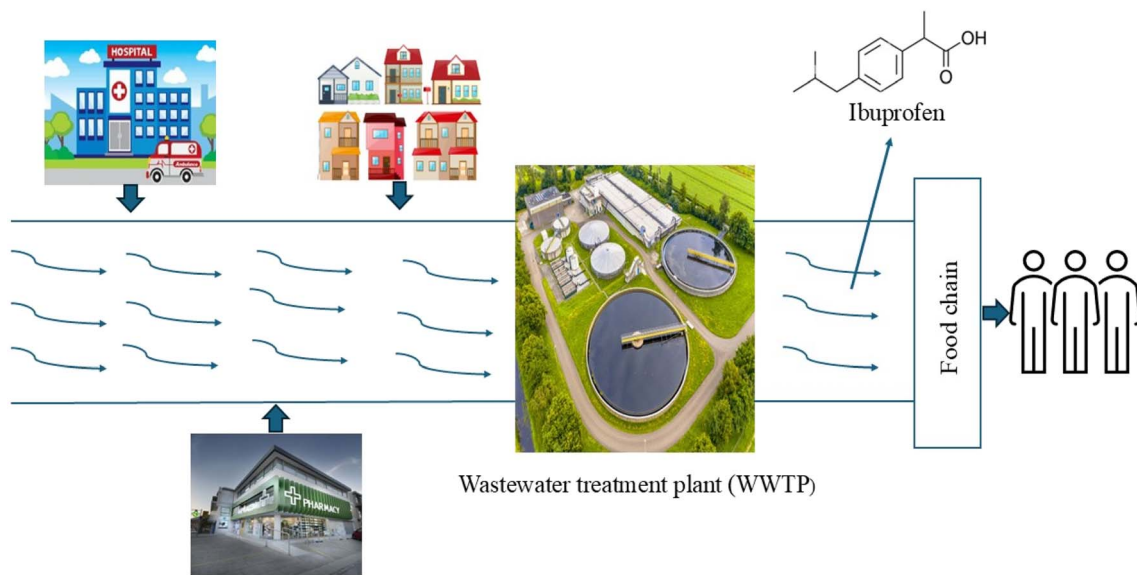 HOSPITAL
Ambulance
OH
O
Ibuprofen
Food chain
PHARMACY
Wastewater treatment plant (WWTP)